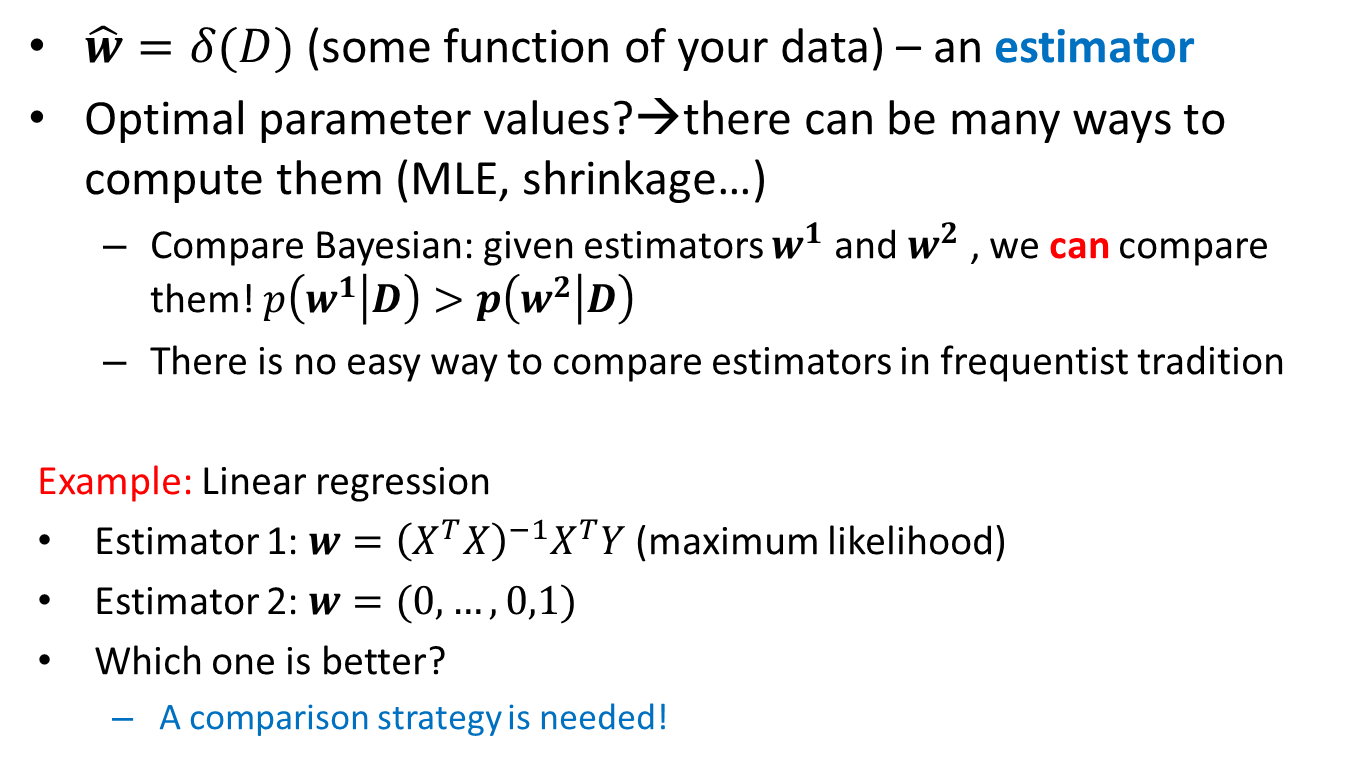 • ŵ = δ(D) (some function of your data) – an estimator
• Optimal parameter values?→there can be many ways to
compute them (MLE, shrinkage…)
– Compare Bayesian: given estimators w¹ and w² , we can compare
them! p(w¹|D) > p(w²|D)
– There is no easy way to compare estimators in frequentist tradition
Example: Linear regression
• Estimator 1: w = (XᵀX)⁻¹XᵀY (maximum likelihood)
• Estimator 2: w = (0, … , 0,1)
• Which one is better?
– A comparison strategy is needed!